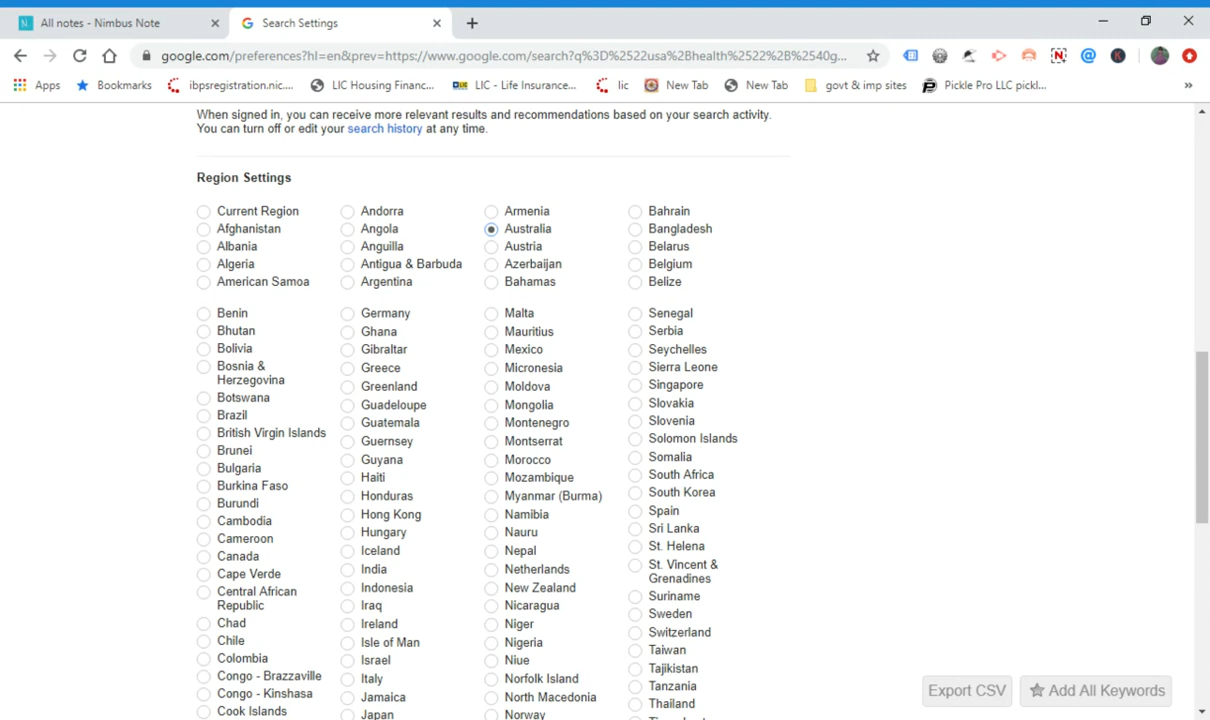 All notes - Nimbus Note
Search Settings
google.com/preferences?hl=en&prev=https://www.google.com/search?q%3D%2522usa%2Bhealth%2522%2B%2540g...
Apps Bookmarks ibpsregistration.nic.... LIC Housing Financ... LIC - Life Insurance... lic New Tab New Tab govt & imp sites Pickle Pro LLC pickl... »
When signed in, you can receive more relevant results and recommendations based on your search activity.
You can turn off or edit your search history at any time.
Region Settings
Current Region Andorra Armenia Bahrain
Afghanistan Angola Australia Bangladesh
Albania Anguilla Austria Belarus
Algeria Antigua & Barbuda Azerbaijan Belgium
American Samoa Argentina Bahamas Belize
Benin
Bhutan
Bolivia
Bosnia &
Herzegovina
Botswana
Brazil
British Virgin Islands
Brunei
Bulgaria
Burkina Faso
Burundi
Cambodia
Cameroon
Canada
Cape Verde
Central African
Republic
Chad
Chile
Colombia
Congo - Brazzaville
Congo - Kinshasa
Cook Islands
Germany
Ghana
Gibraltar
Greece
Greenland
Guadeloupe
Guatemala
Guernsey
Guyana
Haiti
Honduras
Hong Kong
Hungary
Iceland
India
Indonesia
Iraq
Ireland
Isle of Man
Israel
Italy
Jamaica
Japan
Malta
Mauritius
Mexico
Micronesia
Moldova
Mongolia
Montenegro
Montserrat
Morocco
Mozambique
Myanmar (Burma)
Namibia
Nauru
Nepal
Netherlands
New Zealand
Nicaragua
Niger
Nigeria
Niue
Norfolk Island
North Macedonia
Norway
Senegal
Serbia
Seychelles
Sierra Leone
Singapore
Slovakia
Slovenia
Solomon Islands
Somalia
South Africa
South Korea
Spain
Sri Lanka
St. Helena
St. Vincent &
Grenadines
Suriname
Sweden
Switzerland
Taiwan
Tajikistan
Tanzania
Thailand
Export CSV
Add All Keywords